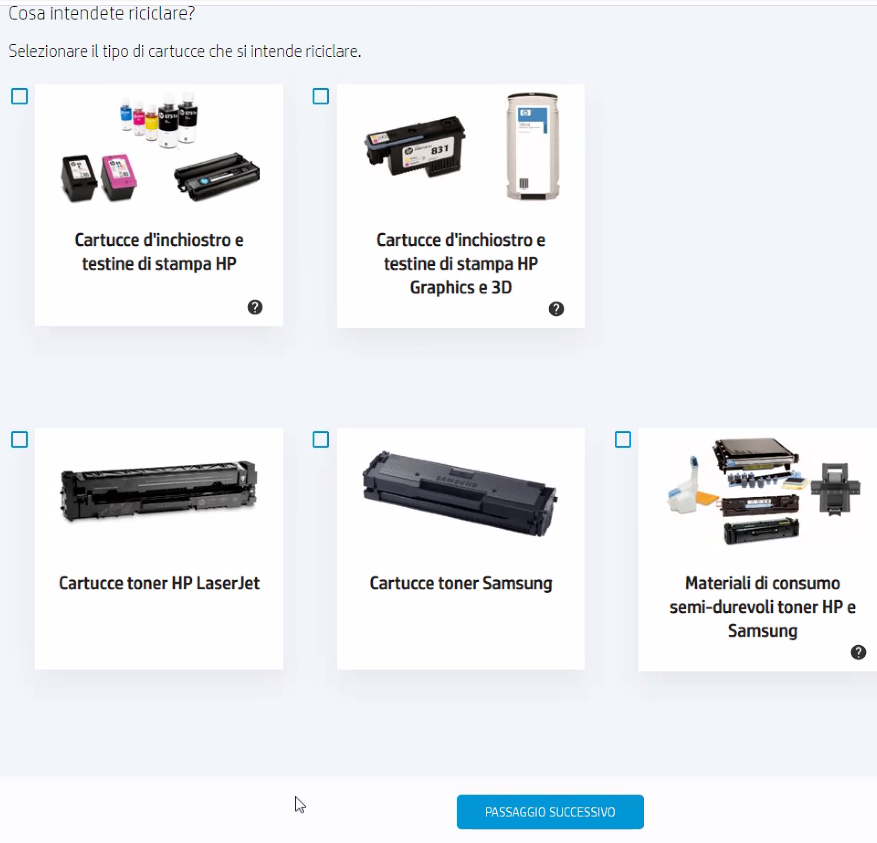 Cosa intendete riciclare?
Selezionare il tipo di cartucce che si intende riciclare.
831
Cartucce d'inchiostro e
testine di stampa HP
?
Cartucce d'inchiostro e
testine di stampa HP
Graphics e 3D
?
SAMSUNG
Cartucce toner HP LaserJet
Cartucce toner Samsung
Materiali di consumo
semi-durevoli toner HP e
Samsung
?
PASSAGGIO SUCCESSIVO